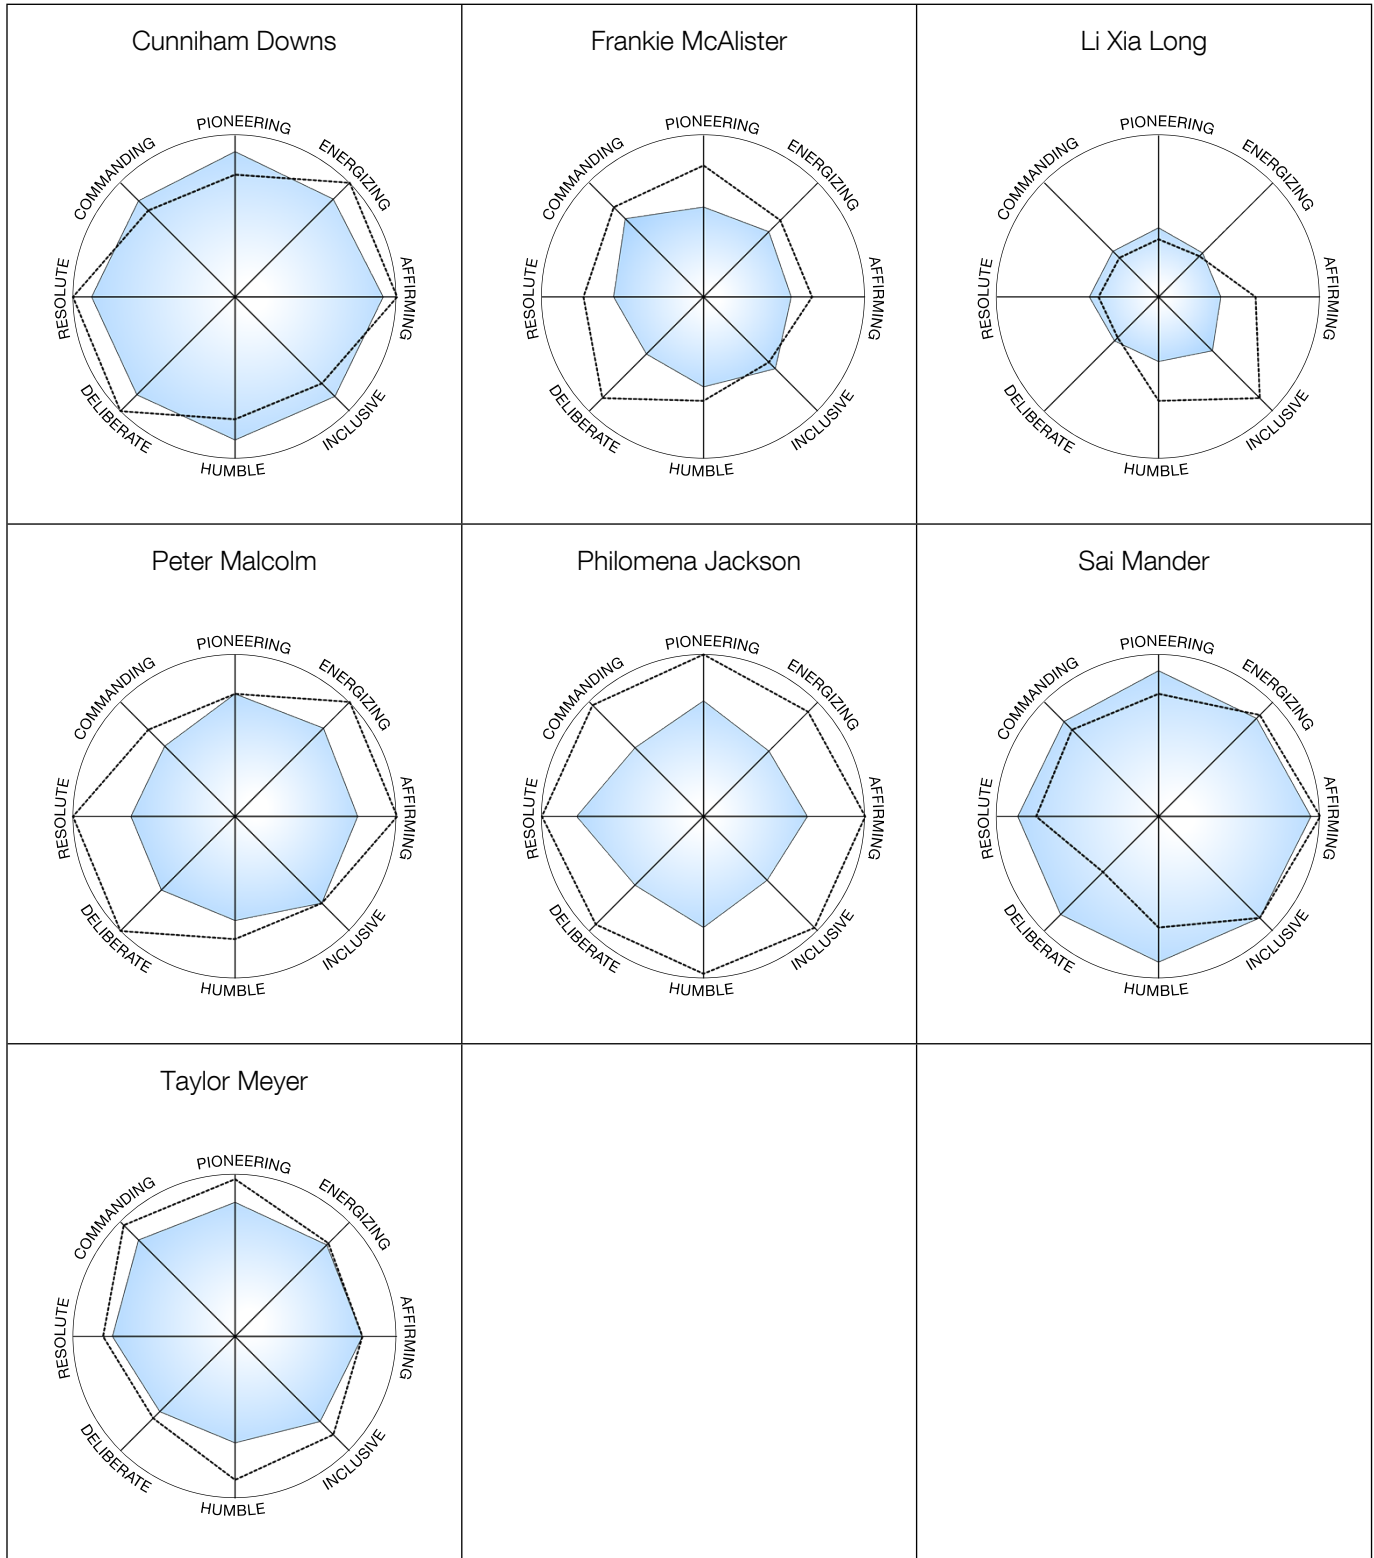 Cunniham Downs
PIONEERING
ENERGIZING
AFFIRMING
INCLUSIVE
HUMBLE
DELIBERATE
RESOLUTE
COMMANDING
Frankie McAlister
PIONEERING
ENERGIZING
AFFIRMING
INCLUSIVE
HUMBLE
DELIBERATE
RESOLUTE
COMMANDING
Li Xia Long
PIONEERING
ENERGIZING
AFFIRMING
INCLUSIVE
HUMBLE
DELIBERATE
RESOLUTE
COMMANDING
Peter Malcolm
PIONEERING
ENERGIZING
AFFIRMING
INCLUSIVE
HUMBLE
DELIBERATE
RESOLUTE
COMMANDING
Philomena Jackson
PIONEERING
ENERGIZING
AFFIRMING
INCLUSIVE
HUMBLE
DELIBERATE
RESOLUTE
COMMANDING
Sai Mander
PIONEERING
ENERGIZING
AFFIRMING
INCLUSIVE
HUMBLE
DELIBERATE
RESOLUTE
COMMANDING
Taylor Meyer
PIONEERING
ENERGIZING
AFFIRMING
INCLUSIVE
HUMBLE
DELIBERATE
RESOLUTE
COMMANDING